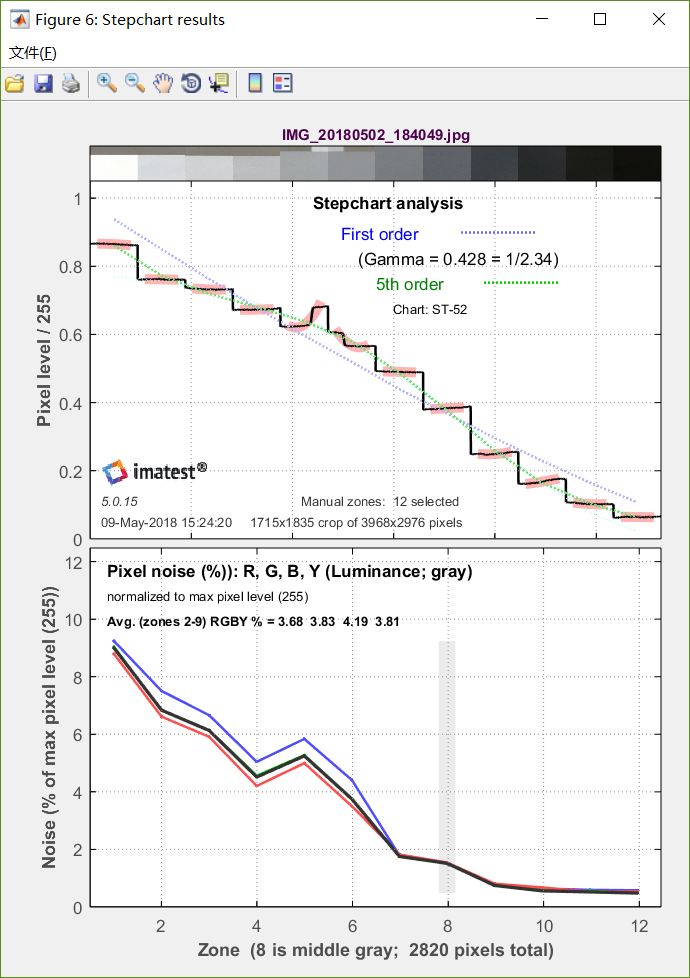 Figure 6: Stepchart results
文件(F)
IMG_20180502_184049.jpg
Stepchart analysis
First order
(Gamma = 0.428 = 1/2.34)
5th order
Chart: ST-52
1
0.8
0.6
0.4
0.2
0
Pixel level / 255
imatest®
5.0.15
Manual zones: 12 selected
09-May-2018 15:24:20
1715x1835 crop of 3968x2976 pixels
Pixel noise (%)): R, G, B, Y (Luminance; gray)
normalized to max pixel level (255)
Avg. (zones 2-9) RGBY % = 3.68 3.83 4.19 3.81
12
10
8
6
4
2
0
Noise (% of max pixel level (255))
2 4 6 8 10 12
Zone (8 is middle gray; 2820 pixels total)